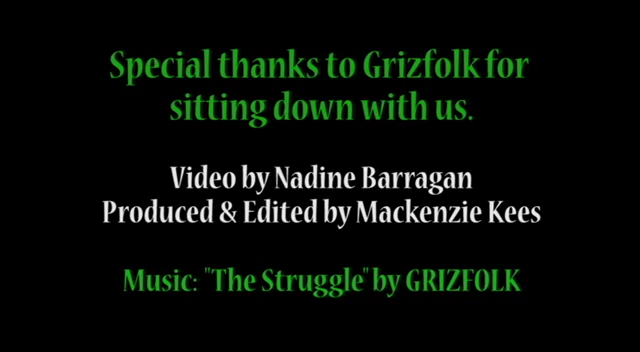 Special thanks to Grizfolk for
sitting down with us.
Video by Nadine Barragan
Produced & Edited by Mackenzie Kees
Music: "The Struggle" by GRIZFOLK